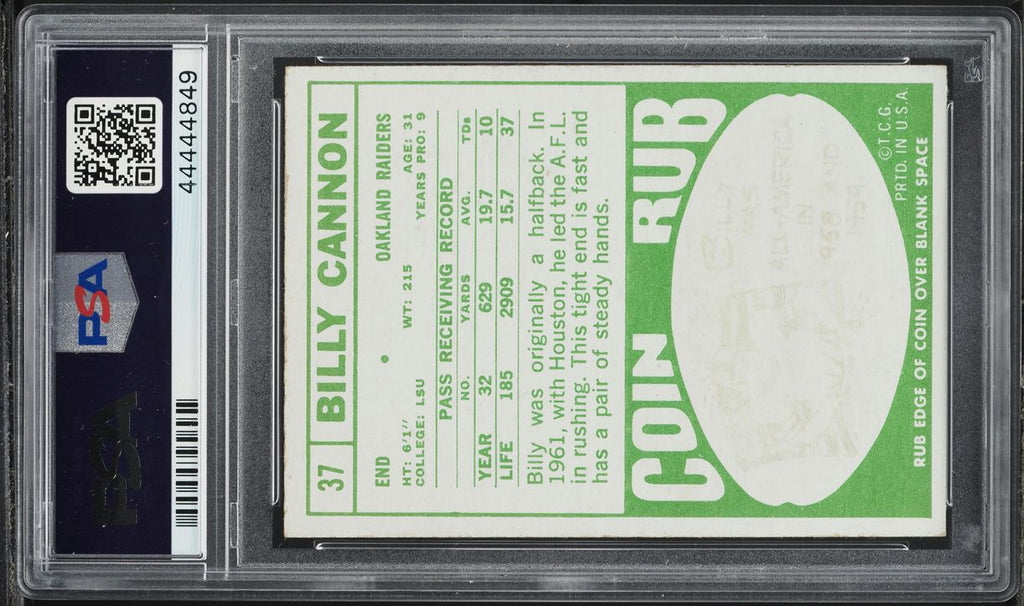 44444849
PSA
PSA
37 BILLY CANNON
END • OAKLAND RAIDERS
HT: 6'1" WT: 215 AGE: 31
COLLEGE: LSU YEARS PRO: 9
PASS RECEIVING RECORD
NO. YARDS AVG. TDs
YEAR 32 629 19.7 10
LIFE 185 2909 15.7 37
Billy was originally a halfback. In
1961, with Houston, he led the A.F.L.
in rushing. This tight end is fast and
has a pair of steady hands.
COIN RUB
BILLY
WAS
ALL-AMERICA
IN
1958 AND
1959.
©T.C.G.
PRTD. IN U.S.A.
RUB EDGE OF COIN OVER BLANK SPACE